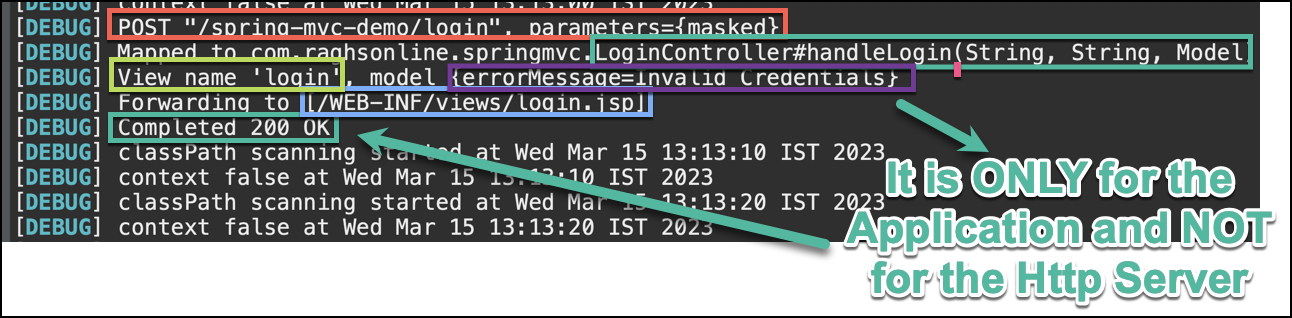 [DEBUG] context false at Wed Mar 15 13:13:00 IST 2023
[DEBUG] POST "/spring-mvc-demo/login", parameters={masked}
[DEBUG] Mapped to com.raghsonline.springmvc.LoginController#handleLogin(String, String, Model)
[DEBUG] View name 'login', model {errorMessage=Invalid Credentials}
[DEBUG] Forwarding to [/WEB-INF/views/login.jsp]
[DEBUG] Completed 200 OK
[DEBUG] classPath scanning started at Wed Mar 15 13:13:10 IST 2023
[DEBUG] context false at Wed Mar 15 13:13:10 IST 2023
[DEBUG] classPath scanning started at Wed Mar 15 13:13:20 IST 2023
[DEBUG] context false at Wed Mar 15 13:13:20 IST 2023
It is ONLY for the
Application and NOT
for the Http Server